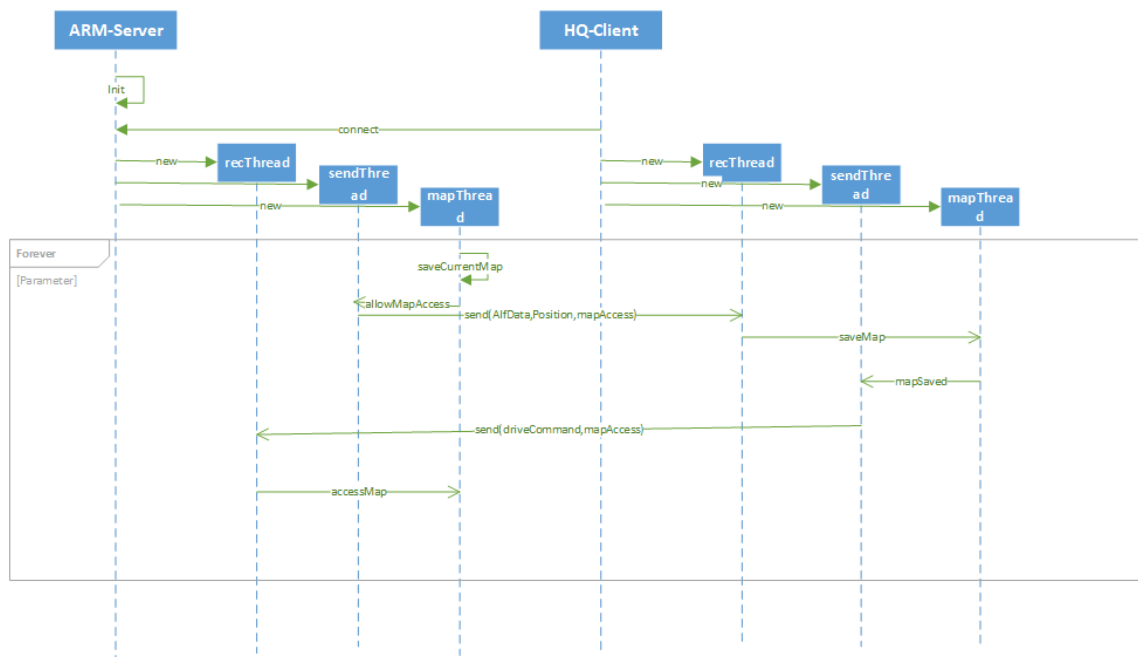 ARM-Server
HQ-Client
Init
connect
new
recThread
new
recThread
sendThre
ad
new
sendThre
ad
new
mapThrea
d
new
mapThrea
d
Forever
[Parameter]
saveCurrentMap
allowMapAccess
send(AlfData,Position,mapAccess)
saveMap
mapSaved
send(driveCommand,mapAccess)
accessMap